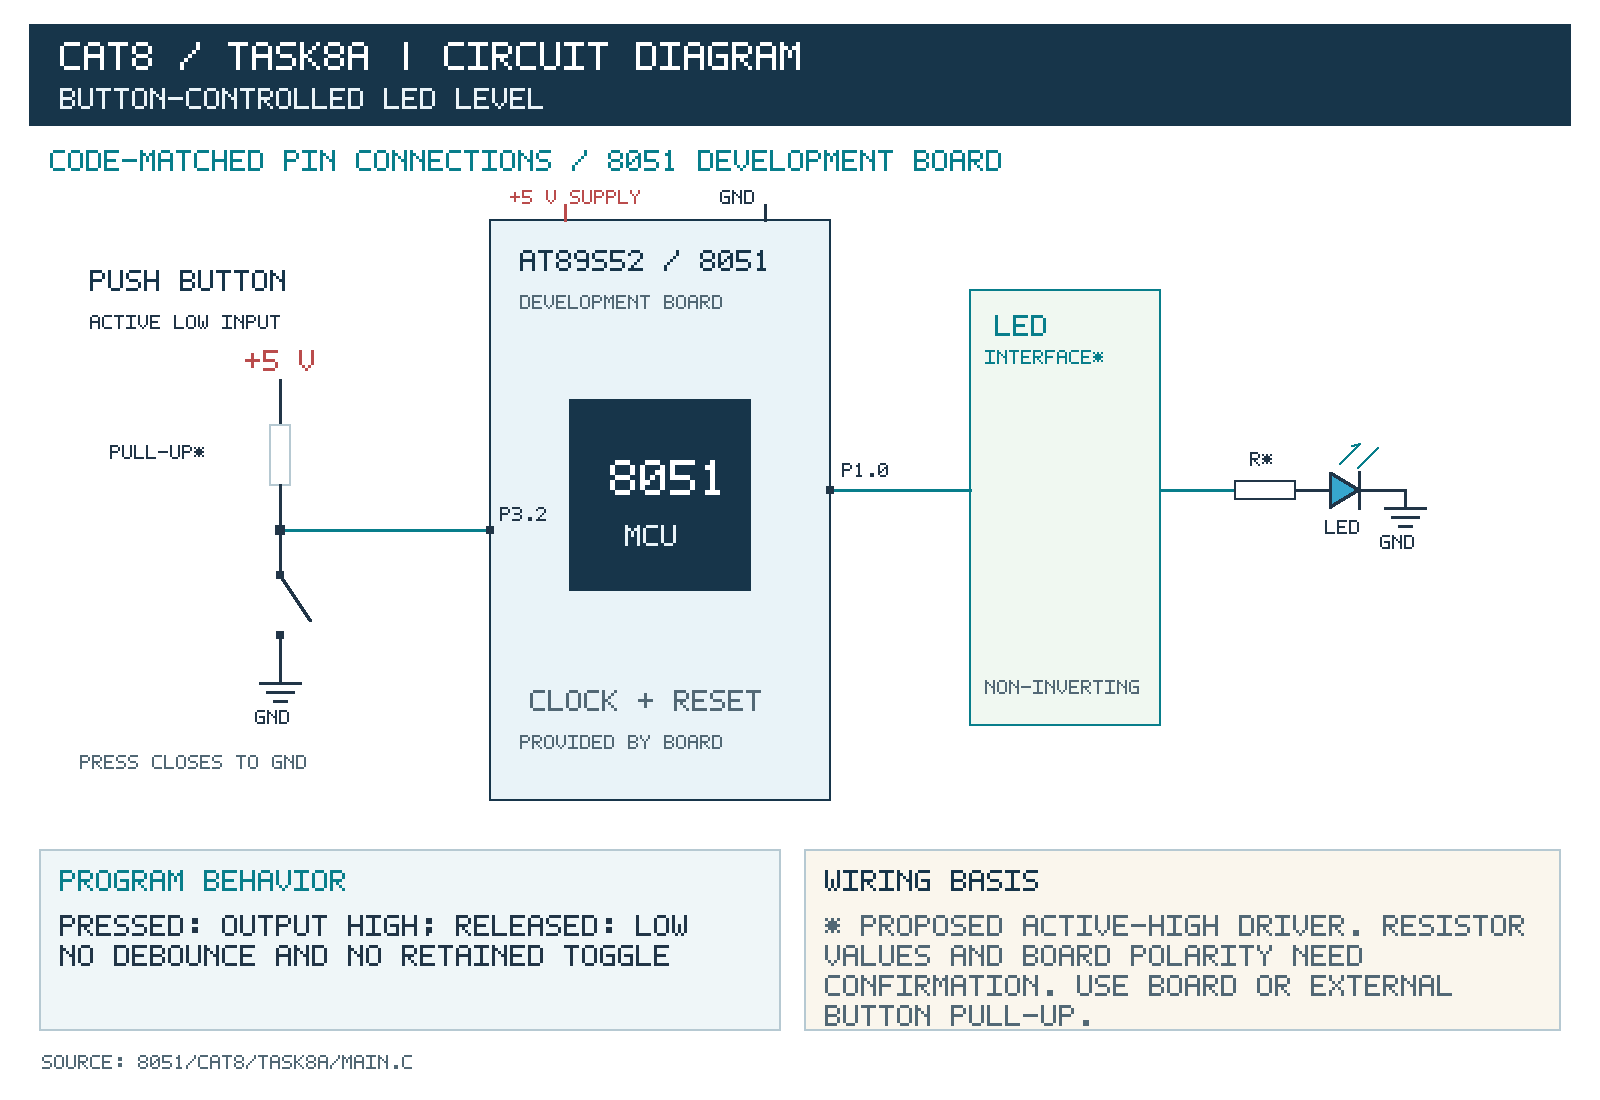 CAT8 / TASK8A | CIRCUIT DIAGRAM
BUTTON-CONTROLLED LED LEVEL
CODE-MATCHED PIN CONNECTIONS / 8051 DEVELOPMENT BOARD
+5 V SUPPLY
GND
AT89S52 / 8051
DEVELOPMENT BOARD
PUSH BUTTON
ACTIVE LOW INPUT
+5 V
PULL-UP*
P3.2
8051
MCU
P1.0
LED
INTERFACE*
NON-INVERTING
R*
LED
GND
GND
PRESS CLOSES TO GND
CLOCK + RESET
PROVIDED BY BOARD
PROGRAM BEHAVIOR
PRESSED: OUTPUT HIGH; RELEASED: LOW
NO DEBOUNCE AND NO RETAINED TOGGLE
WIRING BASIS
* PROPOSED ACTIVE-HIGH DRIVER. RESISTOR
VALUES AND BOARD POLARITY NEED
CONFIRMATION. USE BOARD OR EXTERNAL
BUTTON PULL-UP.
SOURCE: 8051/CAT8/TASK8A/MAIN.C